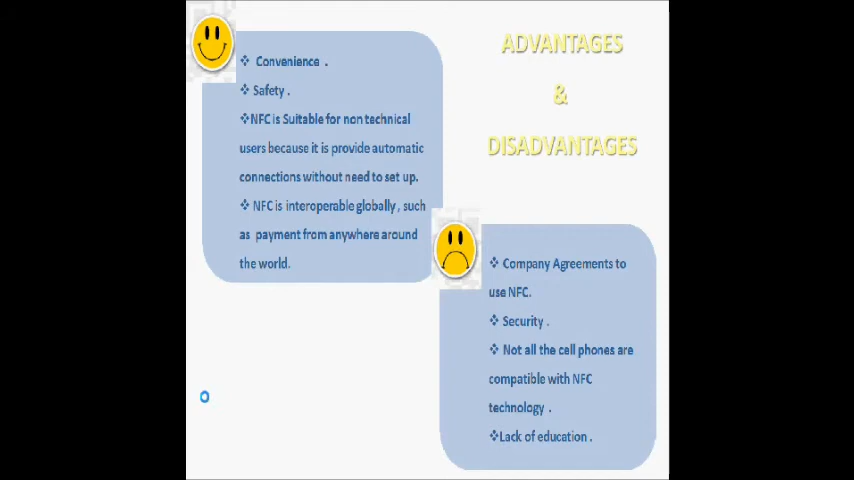 ADVANTAGES
&
DISADVANTAGES
❖ Convenience .
❖ Safety .
❖NFC is Suitable for non technical
users because it is provide automatic
connections without need to set up.
❖ NFC is interoperable globally , such
as payment from anywhere around
the world.
❖ Company Agreements to
use NFC.
❖ Security .
❖ Not all the cell phones are
compatible with NFC
technology .
❖Lack of education .